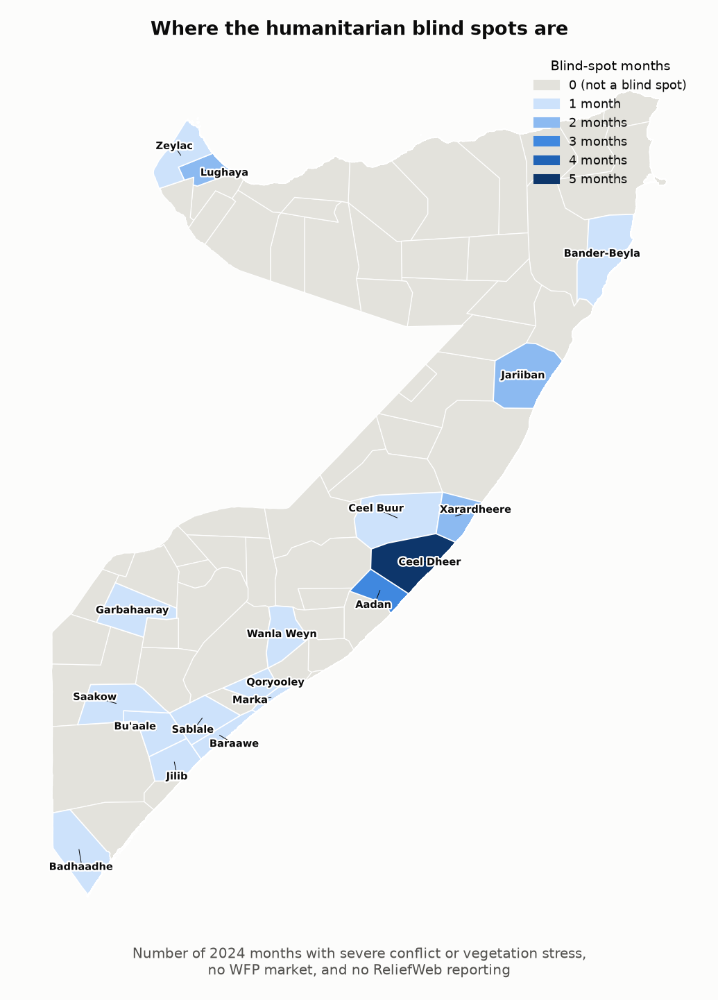 Where the humanitarian blind spots are
Blind-spot months
0 (not a blind spot)
1 month
2 months
3 months
4 months
5 months
Zeylac
Lughaya
Bander-Beyla
Jariiban
Ceel Buur
Xarardheere
Ceel Dheer
Aadan
Garbahaaray
Wanla Weyn
Qoryooley
Saakow
Marka
Bu'aale
Sablale
Baraawe
Jilib
Badhaadhe
Number of 2024 months with severe conflict or vegetation stress,
no WFP market, and no ReliefWeb reporting